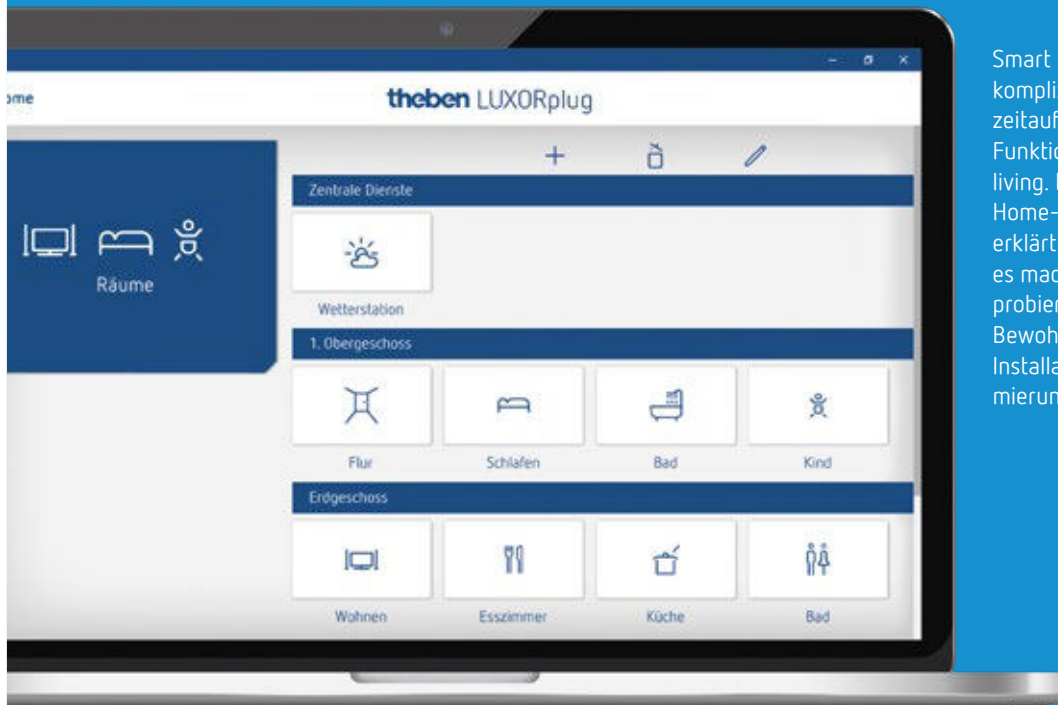 ome
theben LUXORplug
Räume
Zentrale Dienste
Wetterstation
1. Obergeschoss
Flur
Schlafen
Bad
Kind
Erdgeschoss
Wohnen
Esszimmer
Küche
Bad
Smart
kompli
zeitauf
Funktio
living.
Home-
erklärt
es mac
probier
Bewoh
Installa
mierun